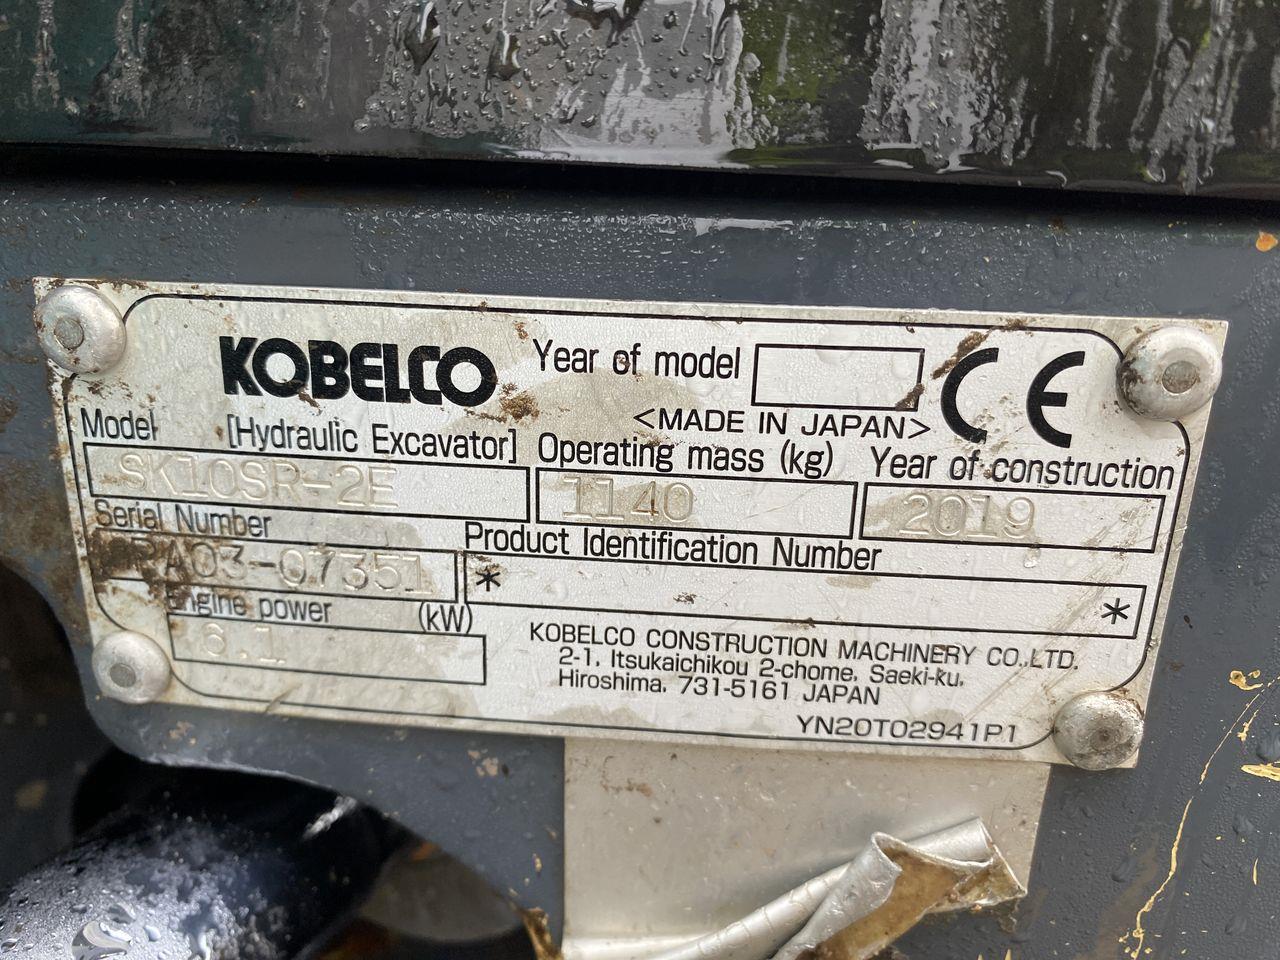 KOBELCO
Year of model
<MADE IN JAPAN>
CE
Model [Hydraulic Excavator]
SK10SR-2E
Operating mass (kg)
1140
Year of construction
2019
Serial Number
A03-07351
Product Identification Number
* *
Engine power (kW)
6.1
KOBELCO CONSTRUCTION MACHINERY CO.,LTD.
2-1, Itsukaichikou 2-chome, Saeki-ku,
Hiroshima, 731-5161 JAPAN
YN20T02941P1